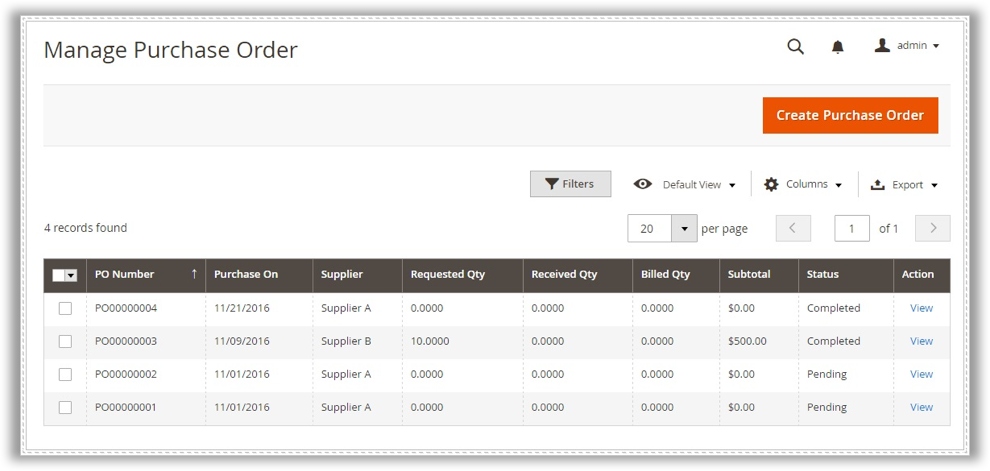 Manage Purchase Order
admin
Create Purchase Order
Filters Default View Columns Export
4 records found 20 per page 1 of 1
PO Number ↑ Purchase On Supplier Requested Qty Received Qty Billed Qty Subtotal Status Action
PO00000004 11/21/2016 Supplier A 0.0000 0.0000 0.0000 $0.00 Completed View
PO00000003 11/09/2016 Supplier B 10.0000 0.0000 0.0000 $500.00 Completed View
PO00000002 11/01/2016 Supplier A 0.0000 0.0000 0.0000 $0.00 Pending View
PO00000001 11/01/2016 Supplier A 0.0000 0.0000 0.0000 $0.00 Pending View